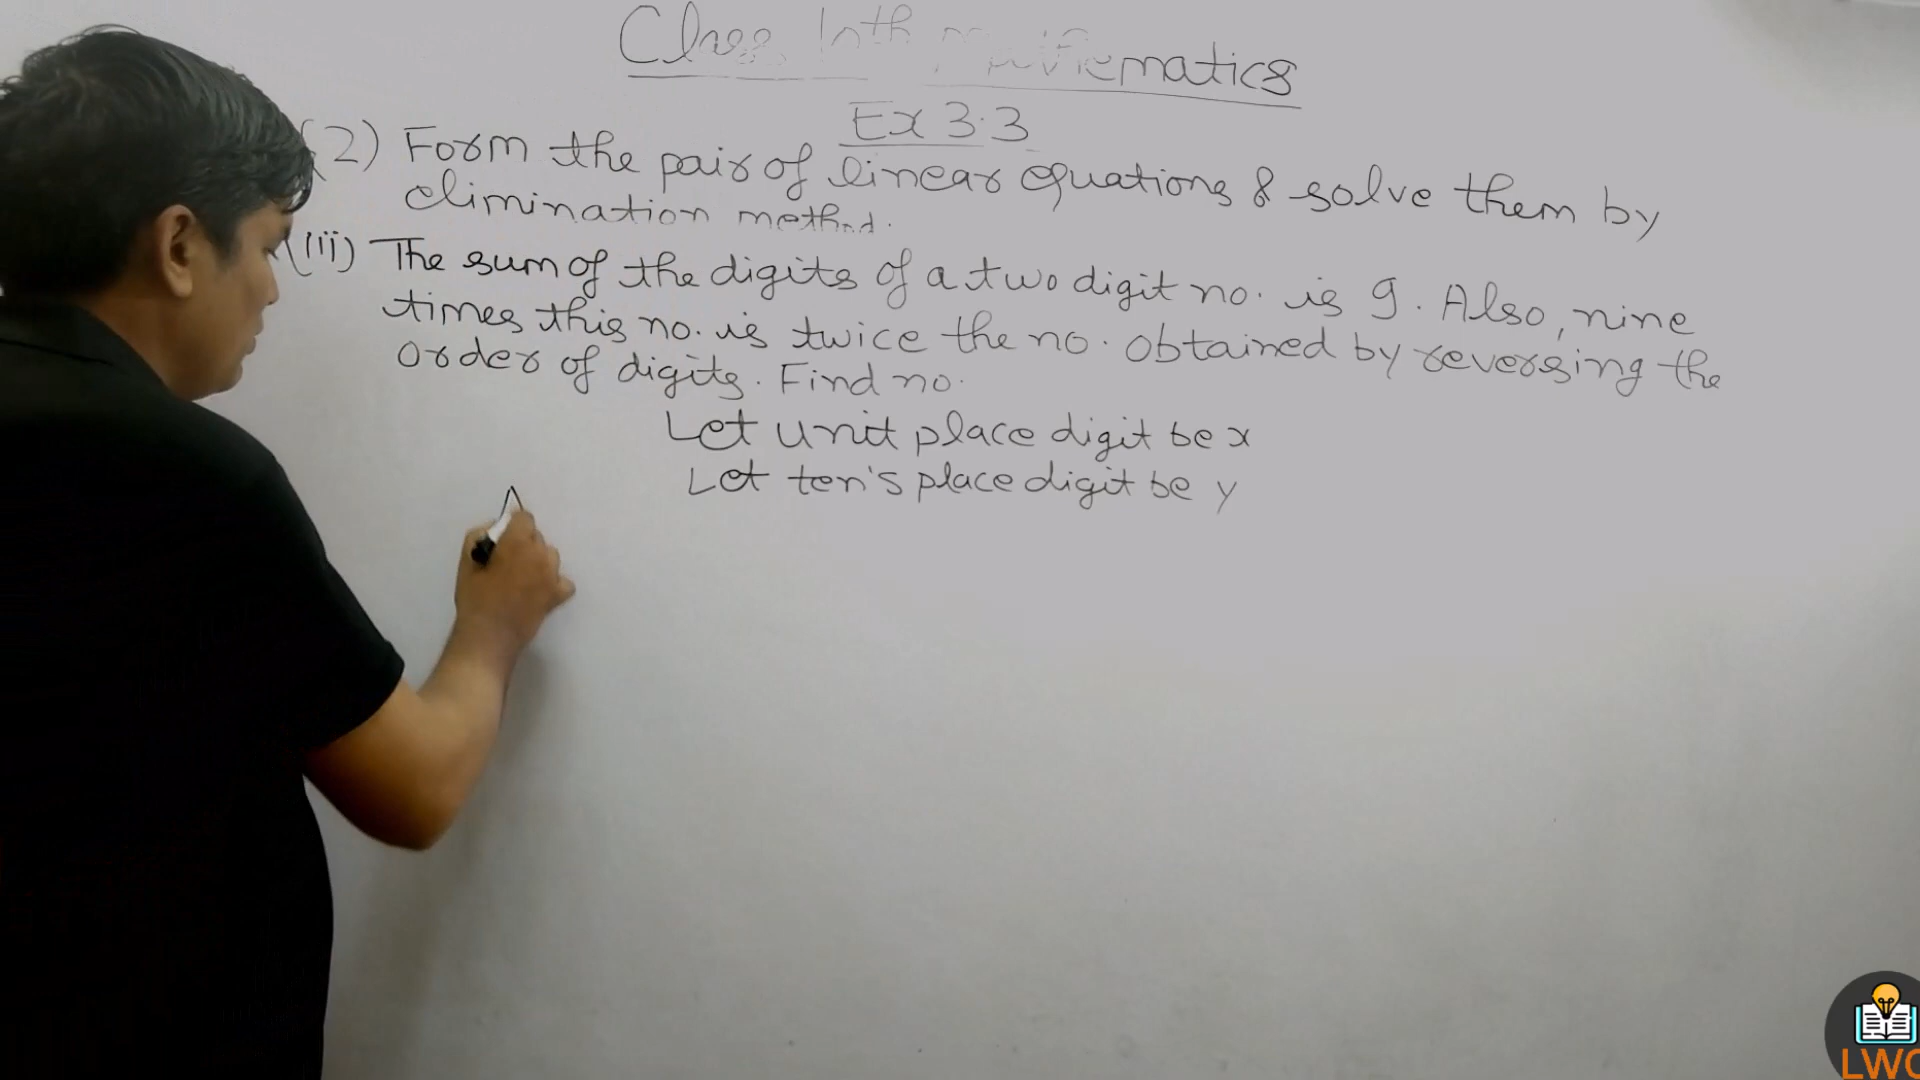 Class 10th mathematics
Ex 3.3
(2) Form the pair of linear equations & solve them by
elimination method.
(iii) The sum of the digits of a two digit no. is 9. Also, nine
times this no. is twice the no. obtained by reversing the
order of digits. Find no.
Let unit place digit be x
Let ten's place digit be y
LWC